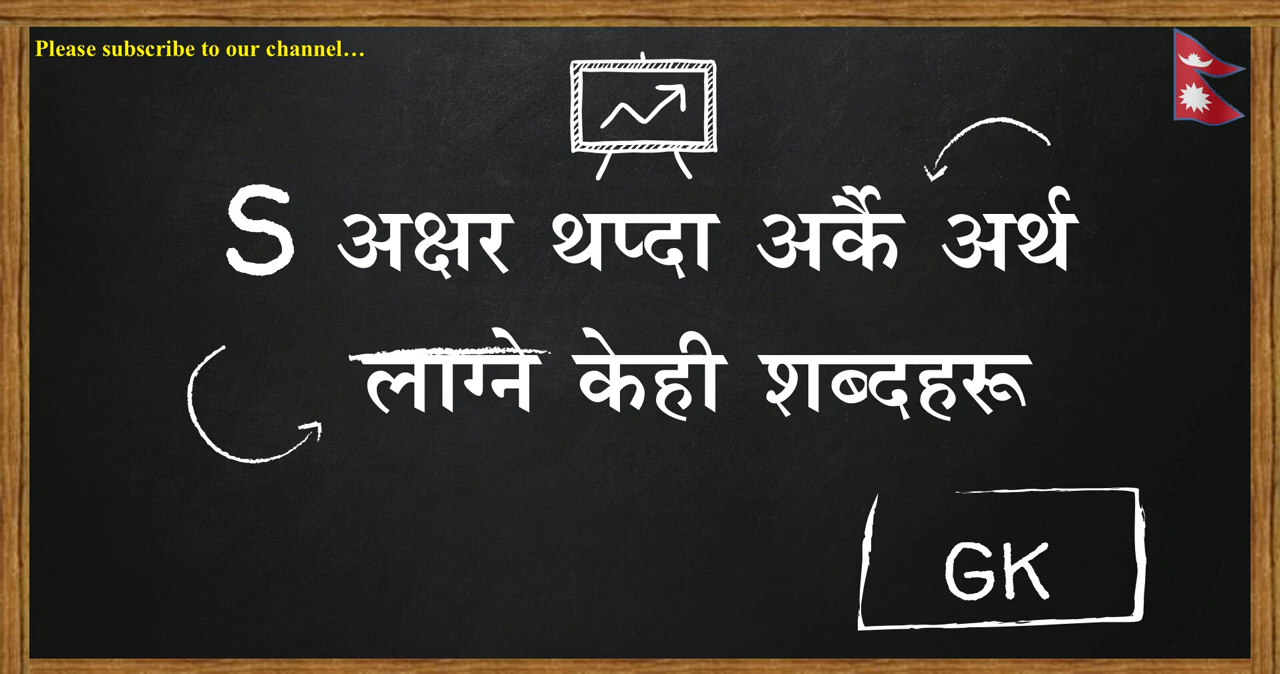 Please subscribe to our channel...
S अक्षर थप्दा अर्कै अर्थ
लाग्ने केही शब्दहरू
GK